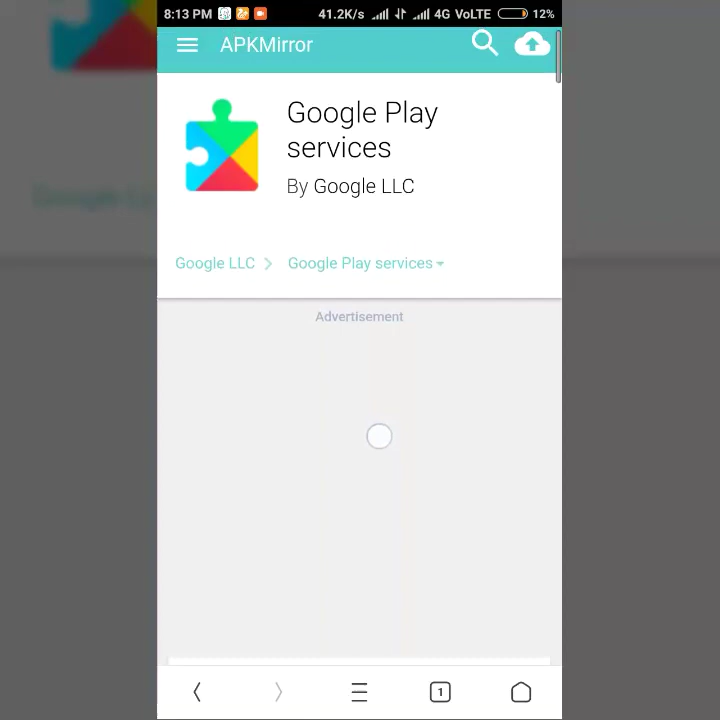 8:13 PM 41.2K/s 4G VoLTE 12%
APKMirror
Google Play
services
By Google LLC
Google LLC Google Play services
Advertisement
1